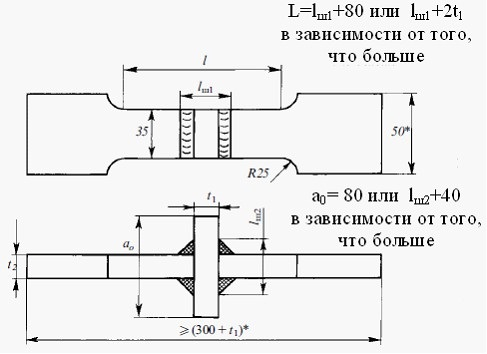 L=lш1+80 или lш1+2t1
в зависимости от того,
что больше
l
lш1
35
50*
R25
t1
a0= 80 или lш2+40
в зависимости от того,
что больше
lш2
aо
t2
≥(300 + t1)*